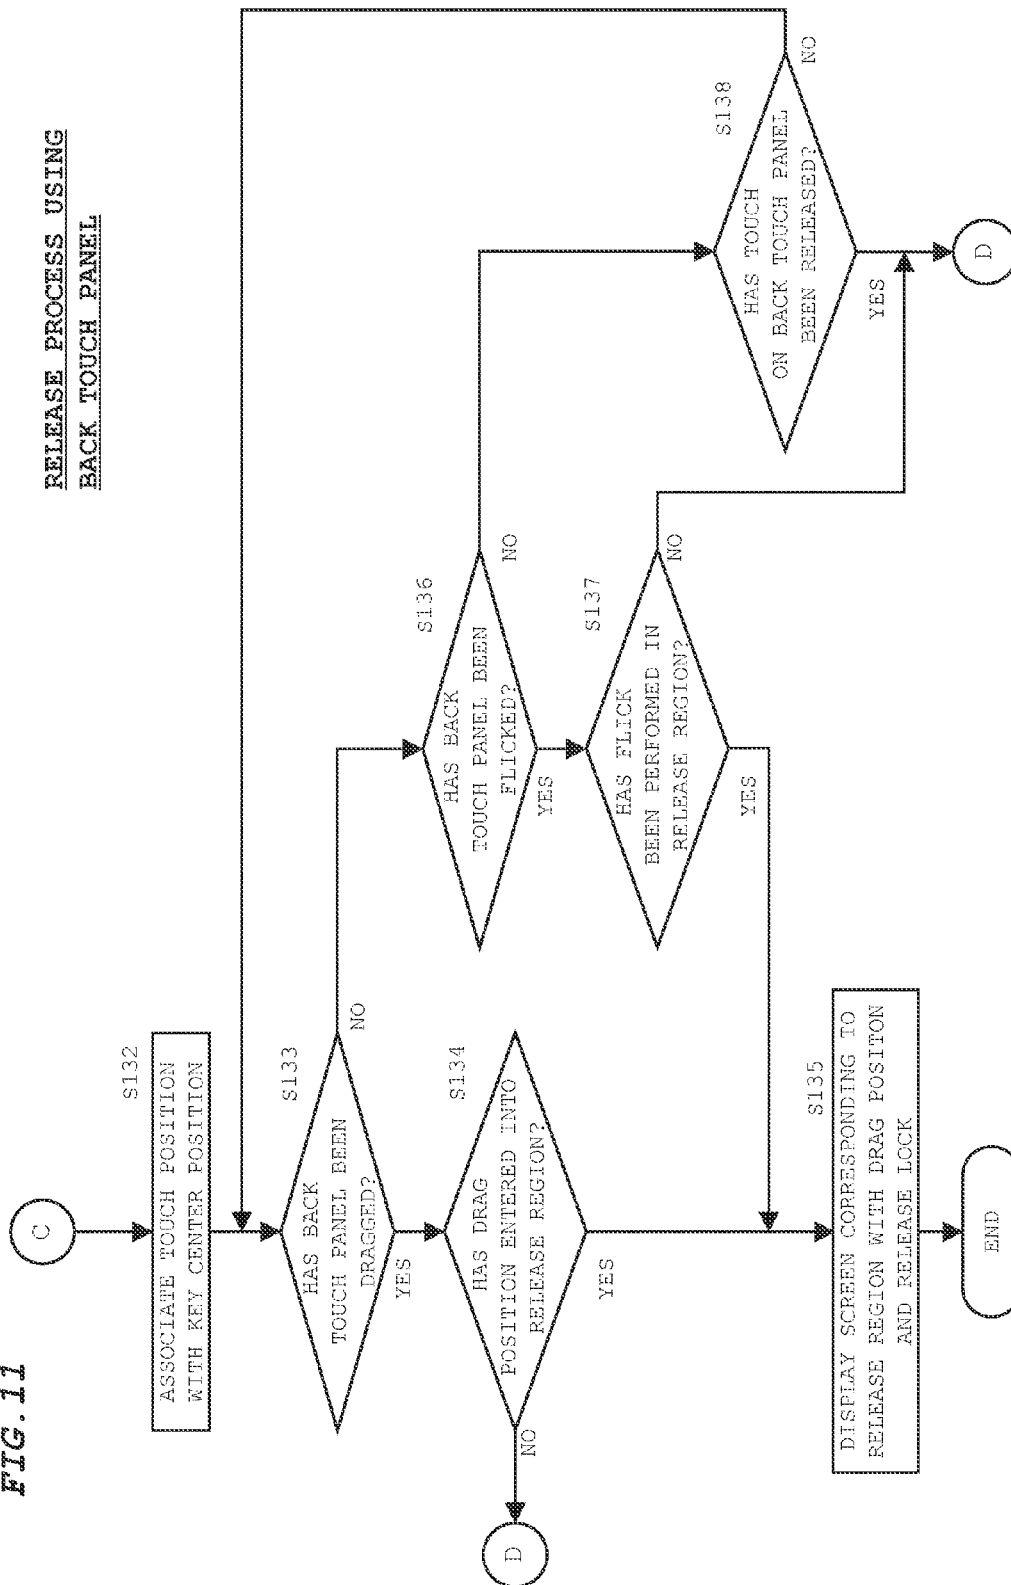 FIG.11
RELEASE PROCESS USING
BACK TOUCH PANEL
C
S132
ASSOCIATE TOUCH POSITION
WITH KEY CENTER POSITION
S133
HAS BACK
TOUCH PANEL BEEN
DRAGGED?
NO
YES
S134
HAS DRAG
POSITION ENTERED INTO
RELEASE REGION?
NO
D
YES
S135
DISPLAY SCREEN CORRESPONDING TO
RELEASE REGION WITH DRAG POSITON
AND RELEASE LOCK
END
S136
HAS BACK
TOUCH PANEL BEEN
FLICKED?
NO
YES
S137
HAS FLICK
BEEN PERFORMED IN
RELEASE REGION?
NO
YES
S138
HAS TOUCH
ON BACK TOUCH PANEL
BEEN RELEASED?
NO
YES
D